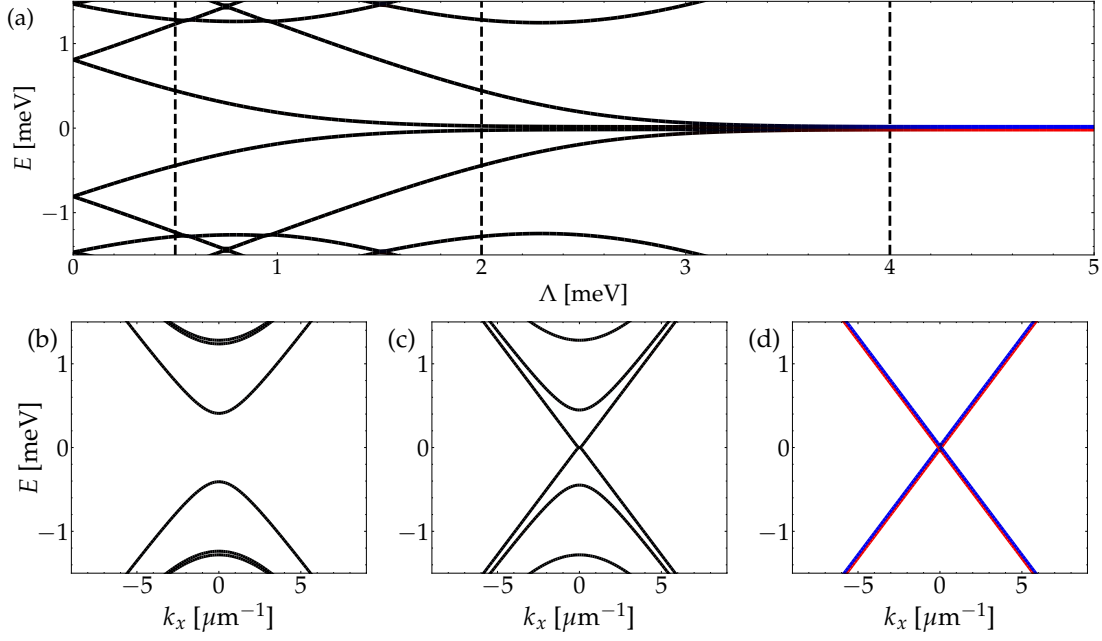 (a)
1
0
−1
E [meV]
0 1 2 3 4 5
Λ [meV]
(b) (c) (d)
1 1 1
0 0 0
−1 −1 −1
E [meV]
−5 0 5 −5 0 5 −5 0 5
k_x [μm⁻¹] k_x [μm⁻¹] k_x [μm⁻¹]